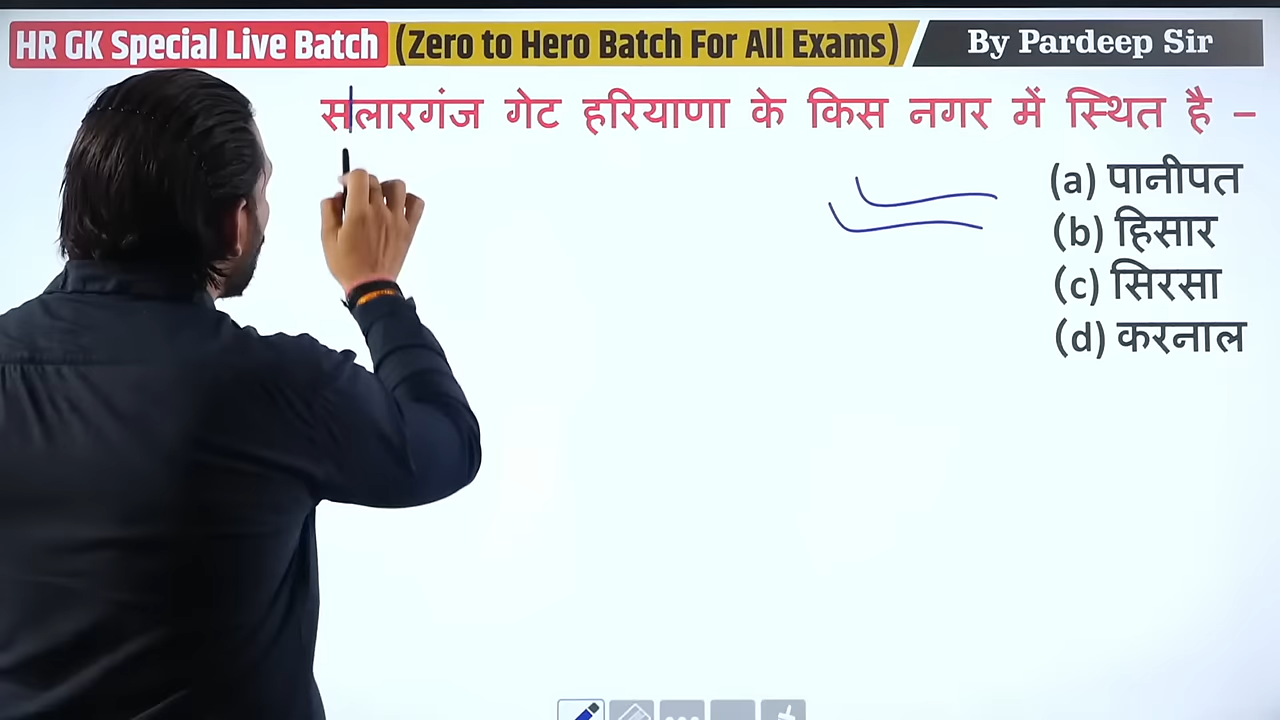 HR GK Special Live Batch (Zero to Hero Batch For All Exams) By Pardeep Sir
सलारगंज गेट हरियाणा के किस नगर में स्थित है –
(a) पानीपत
(b) हिसार
(c) सिरसा
(d) करनाल